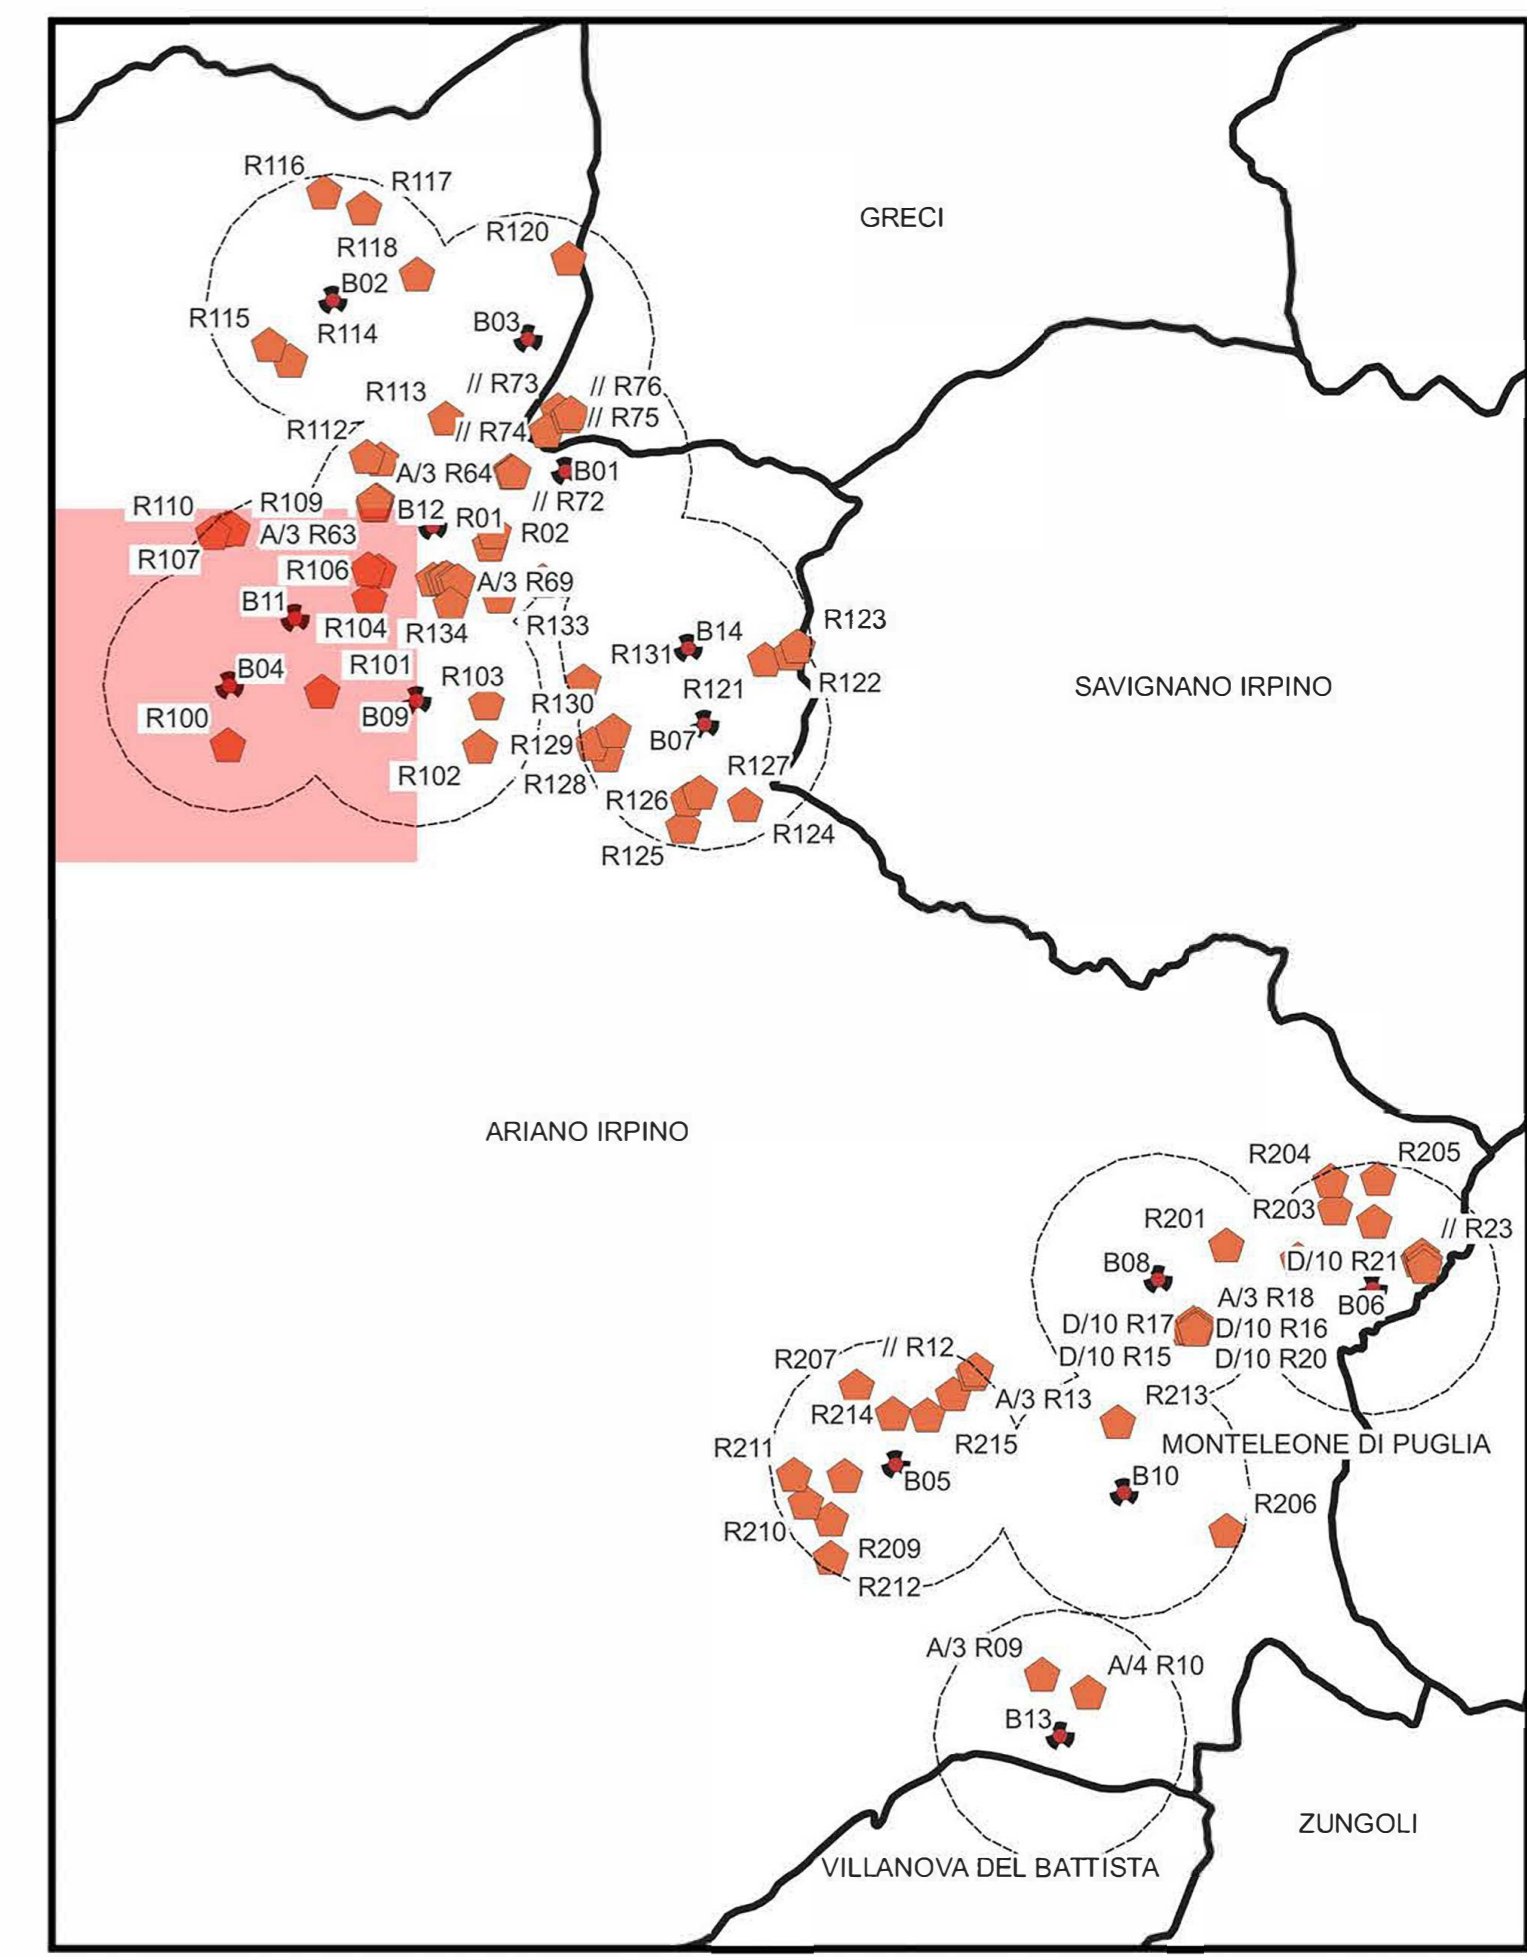 R116
R117
GRECI
R120
R118
B02
R115
R114
B03
// R73
// R76
R113
// R75
R112
// R74
A/3 R64
B01
// R72
R110
R109
B12
R01
R02
A/3 R63
R107
R106
A/3 R69
B11
R104
R134
R133
R123
B14
R131
R101
B04
R103
R121
R122
SAVIGNANO IRPINO
R130
R100
B09
R129
B07
R127
R102
R128
R126
R124
R125
ARIANO IRPINO
R204
R205
R203
R201
// R23
B08
D/10 R21
A/3 R18
B06
D/10 R17
D/10 R16
D/10 R15
D/10 R20
R207
// R12
A/3 R13
R213
R214
R215
R211
MONTELEONE DI PUGLIA
B05
B10
R206
R210
R209
R212
A/3 R09
A/4 R10
B13
ZUNGOLI
VILLANOVA DEL BATTISTA